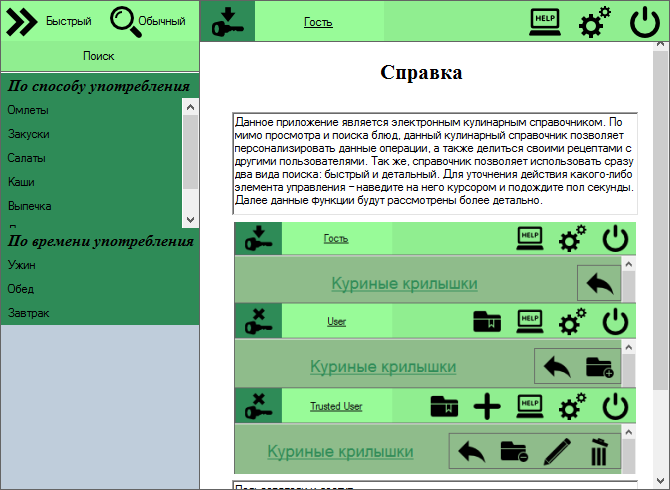 Быстрый
Обычный
Гость
HELP
Поиск
По способу употребления
Омлеты
Закуски
Салаты
Каши
Выпечка
По времени употребления
Ужин
Обед
Завтрак
Справка
Данное приложение является электронным кулинарным справочником. По
мимо просмотра и поиска блюд, данный кулинарный справочник позволяет
персонализировать данные операции, а также делиться своими рецептами с
другими пользователями. Так же, справочник позволяет использовать сразу
два вида поиска: быстрый и детальный. Для уточнения действия какого-либо
элемента управления – наведите на него курсором и подождите пол секунды.
Далее данные функции будут рассмотрены более детально.
Гость
HELP
Куриные крилышки
User
HELP
Куриные крилышки
Trusted User
HELP
Куриные крилышки